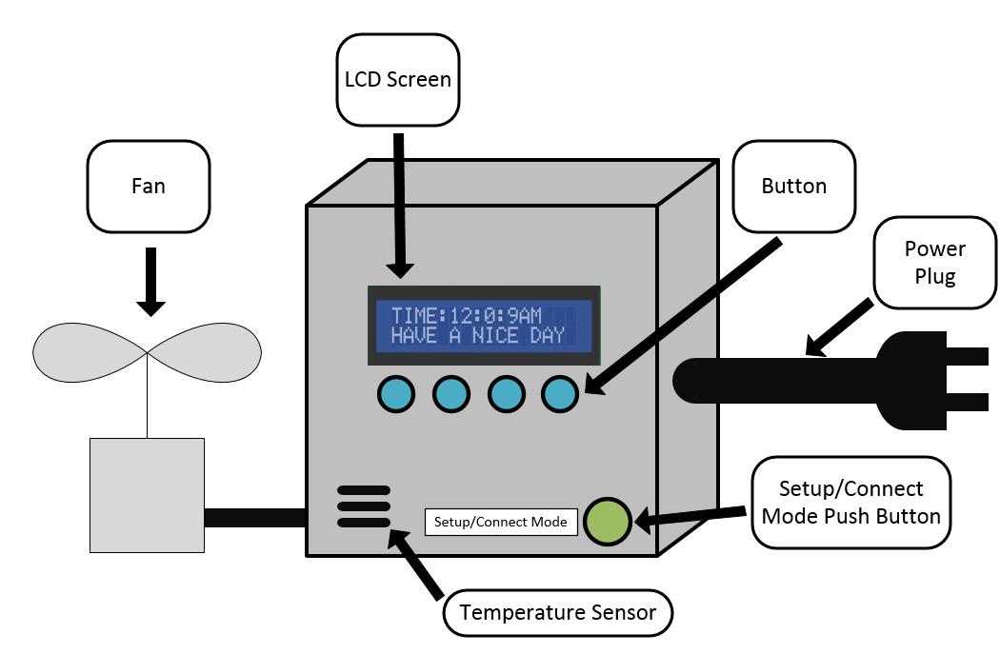 LCD Screen
Fan
Button
Power
Plug
TIME:12:0:9AM
HAVE A NICE DAY
Setup/Connect
Mode Push Button
Setup/Connect Mode
Temperature Sensor